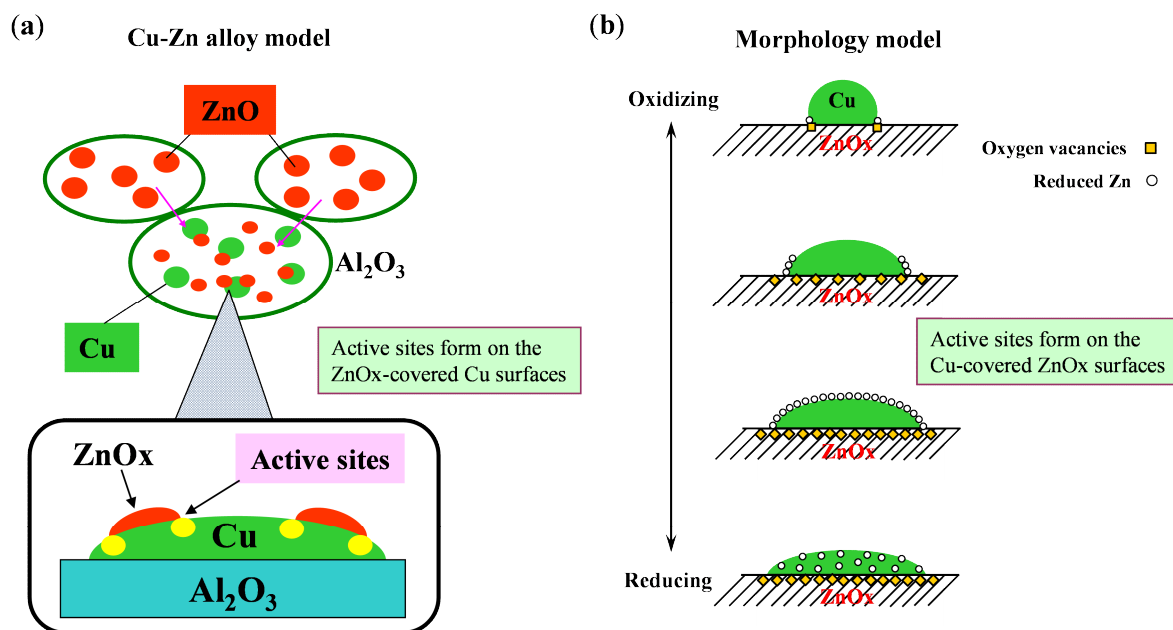 (a)
Cu-Zn alloy model
ZnO
Al₂O₃
Cu
Active sites form on the
ZnOx-covered Cu surfaces
ZnOx
Active sites
Cu
Al₂O₃
(b)
Morphology model
Oxidizing
Cu
ZnOx
Oxygen vacancies
Reduced Zn
ZnOx
Active sites form on the
Cu-covered ZnOx surfaces
ZnOx
Reducing
ZnOx